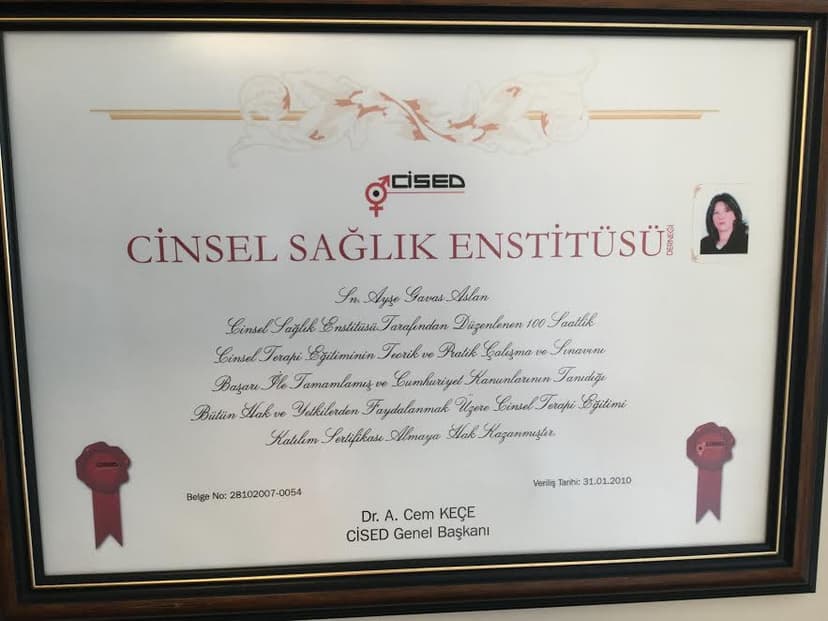 CİSED
CİNSEL SAĞLIK ENSTİTÜSÜ DERNEĞİ
Sn. Ayşe Gavas Aslan
Cinsel Sağlık Enstitüsü Tarafından Düzenlenen 100 Saatlik
Cinsel Terapi Eğitiminin Teorik ve Pratik Çalışma ve Sınavını
Başarı İle Tamamlamış ve Cumhuriyet Kanunlarının Tanıdığı
Bütün Hak ve Yetkilerden Faydalanmak Üzere Cinsel Terapi Eğitimi
Katılım Sertifikası Almaya Hak Kazanmıştır.
Belge No: 28102007-0054
Veriliş Tarihi: 31.01.2010
Dr. A. Cem KEÇE
CİSED Genel Başkanı